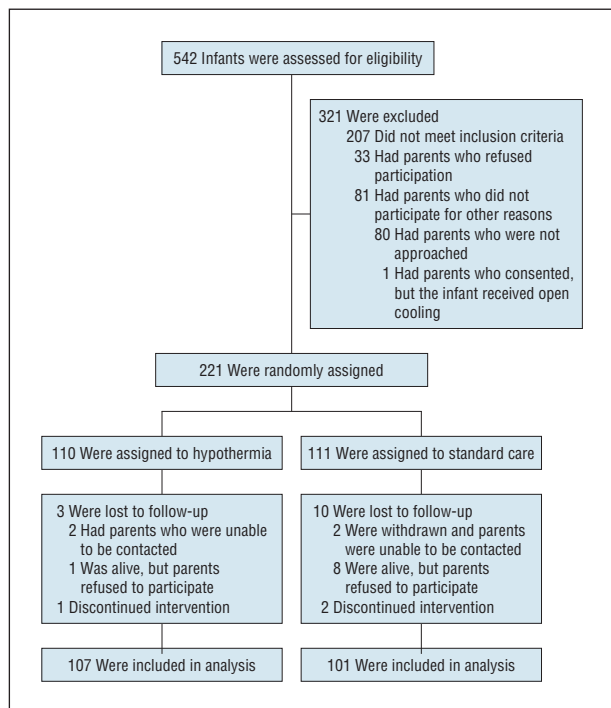 542 Infants were assessed for eligibility
321 Were excluded
207 Did not meet inclusion criteria
33 Had parents who refused
participation
81 Had parents who did not
participate for other reasons
80 Had parents who were not
approached
1 Had parents who consented,
but the infant received open
cooling
221 Were randomly assigned
110 Were assigned to hypothermia
111 Were assigned to standard care
3 Were lost to follow-up
2 Had parents who were unable
to be contacted
1 Was alive, but parents
refused to participate
1 Discontinued intervention
10 Were lost to follow-up
2 Were withdrawn and parents
were unable to be contacted
8 Were alive, but parents
refused to participate
2 Discontinued intervention
107 Were included in analysis
101 Were included in analysis